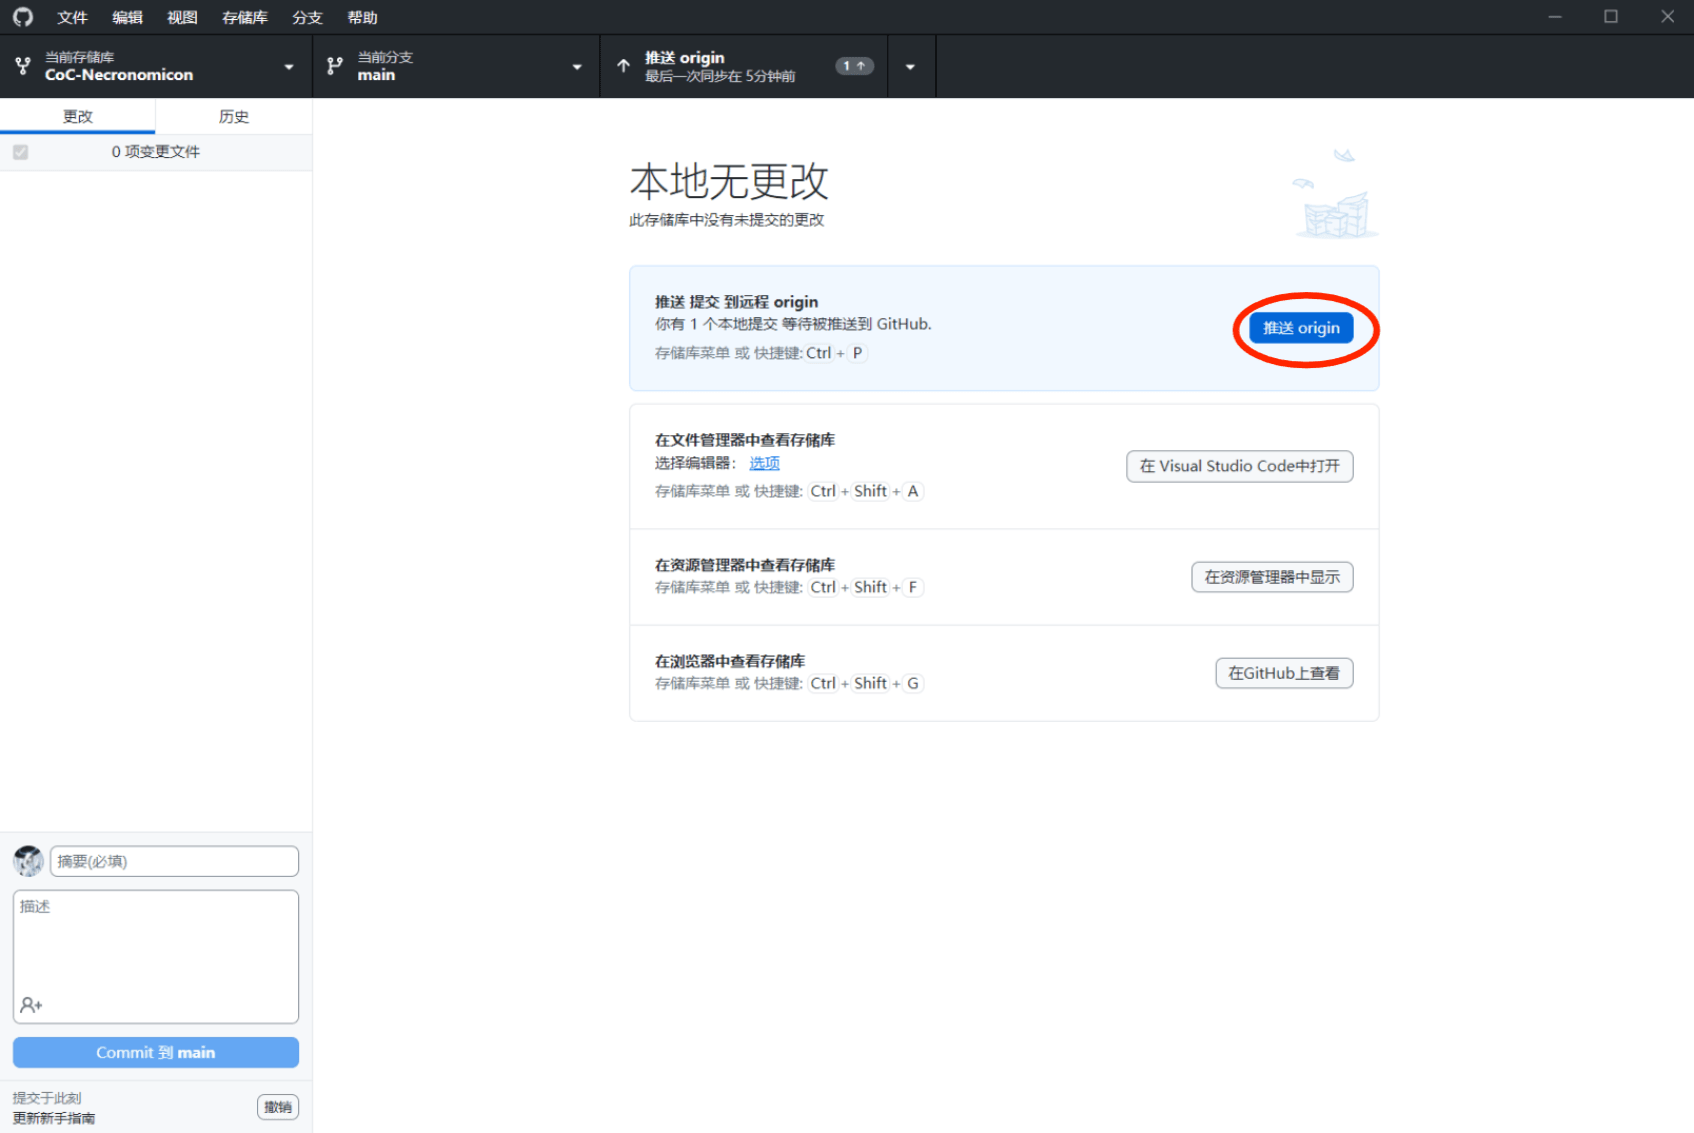 文件 编辑 视图 存储库 分支 帮助
当前存储库
CoC-Necronomicon
当前分支
main
推送 origin
最后一次同步在 5分钟前
1
更改 历史
0 项变更文件
本地无更改
此存储库中没有未提交的更改
推送 提交 到远程 origin
你有 1 个本地提交 等待被推送到 GitHub.
存储库菜单 或 快捷键: Ctrl + P
推送 origin
在文件管理器中查看存储库
选择编辑器： 选项
存储库菜单 或 快捷键: Ctrl + Shift + A
在 Visual Studio Code中打开
在资源管理器中查看存储库
存储库菜单 或 快捷键: Ctrl + Shift + F
在资源管理器中显示
在浏览器中查看存储库
存储库菜单 或 快捷键: Ctrl + Shift + G
在GitHub上查看
摘要(必填)
描述
Commit 到 main
提交于此刻
更新新手指南
撤销